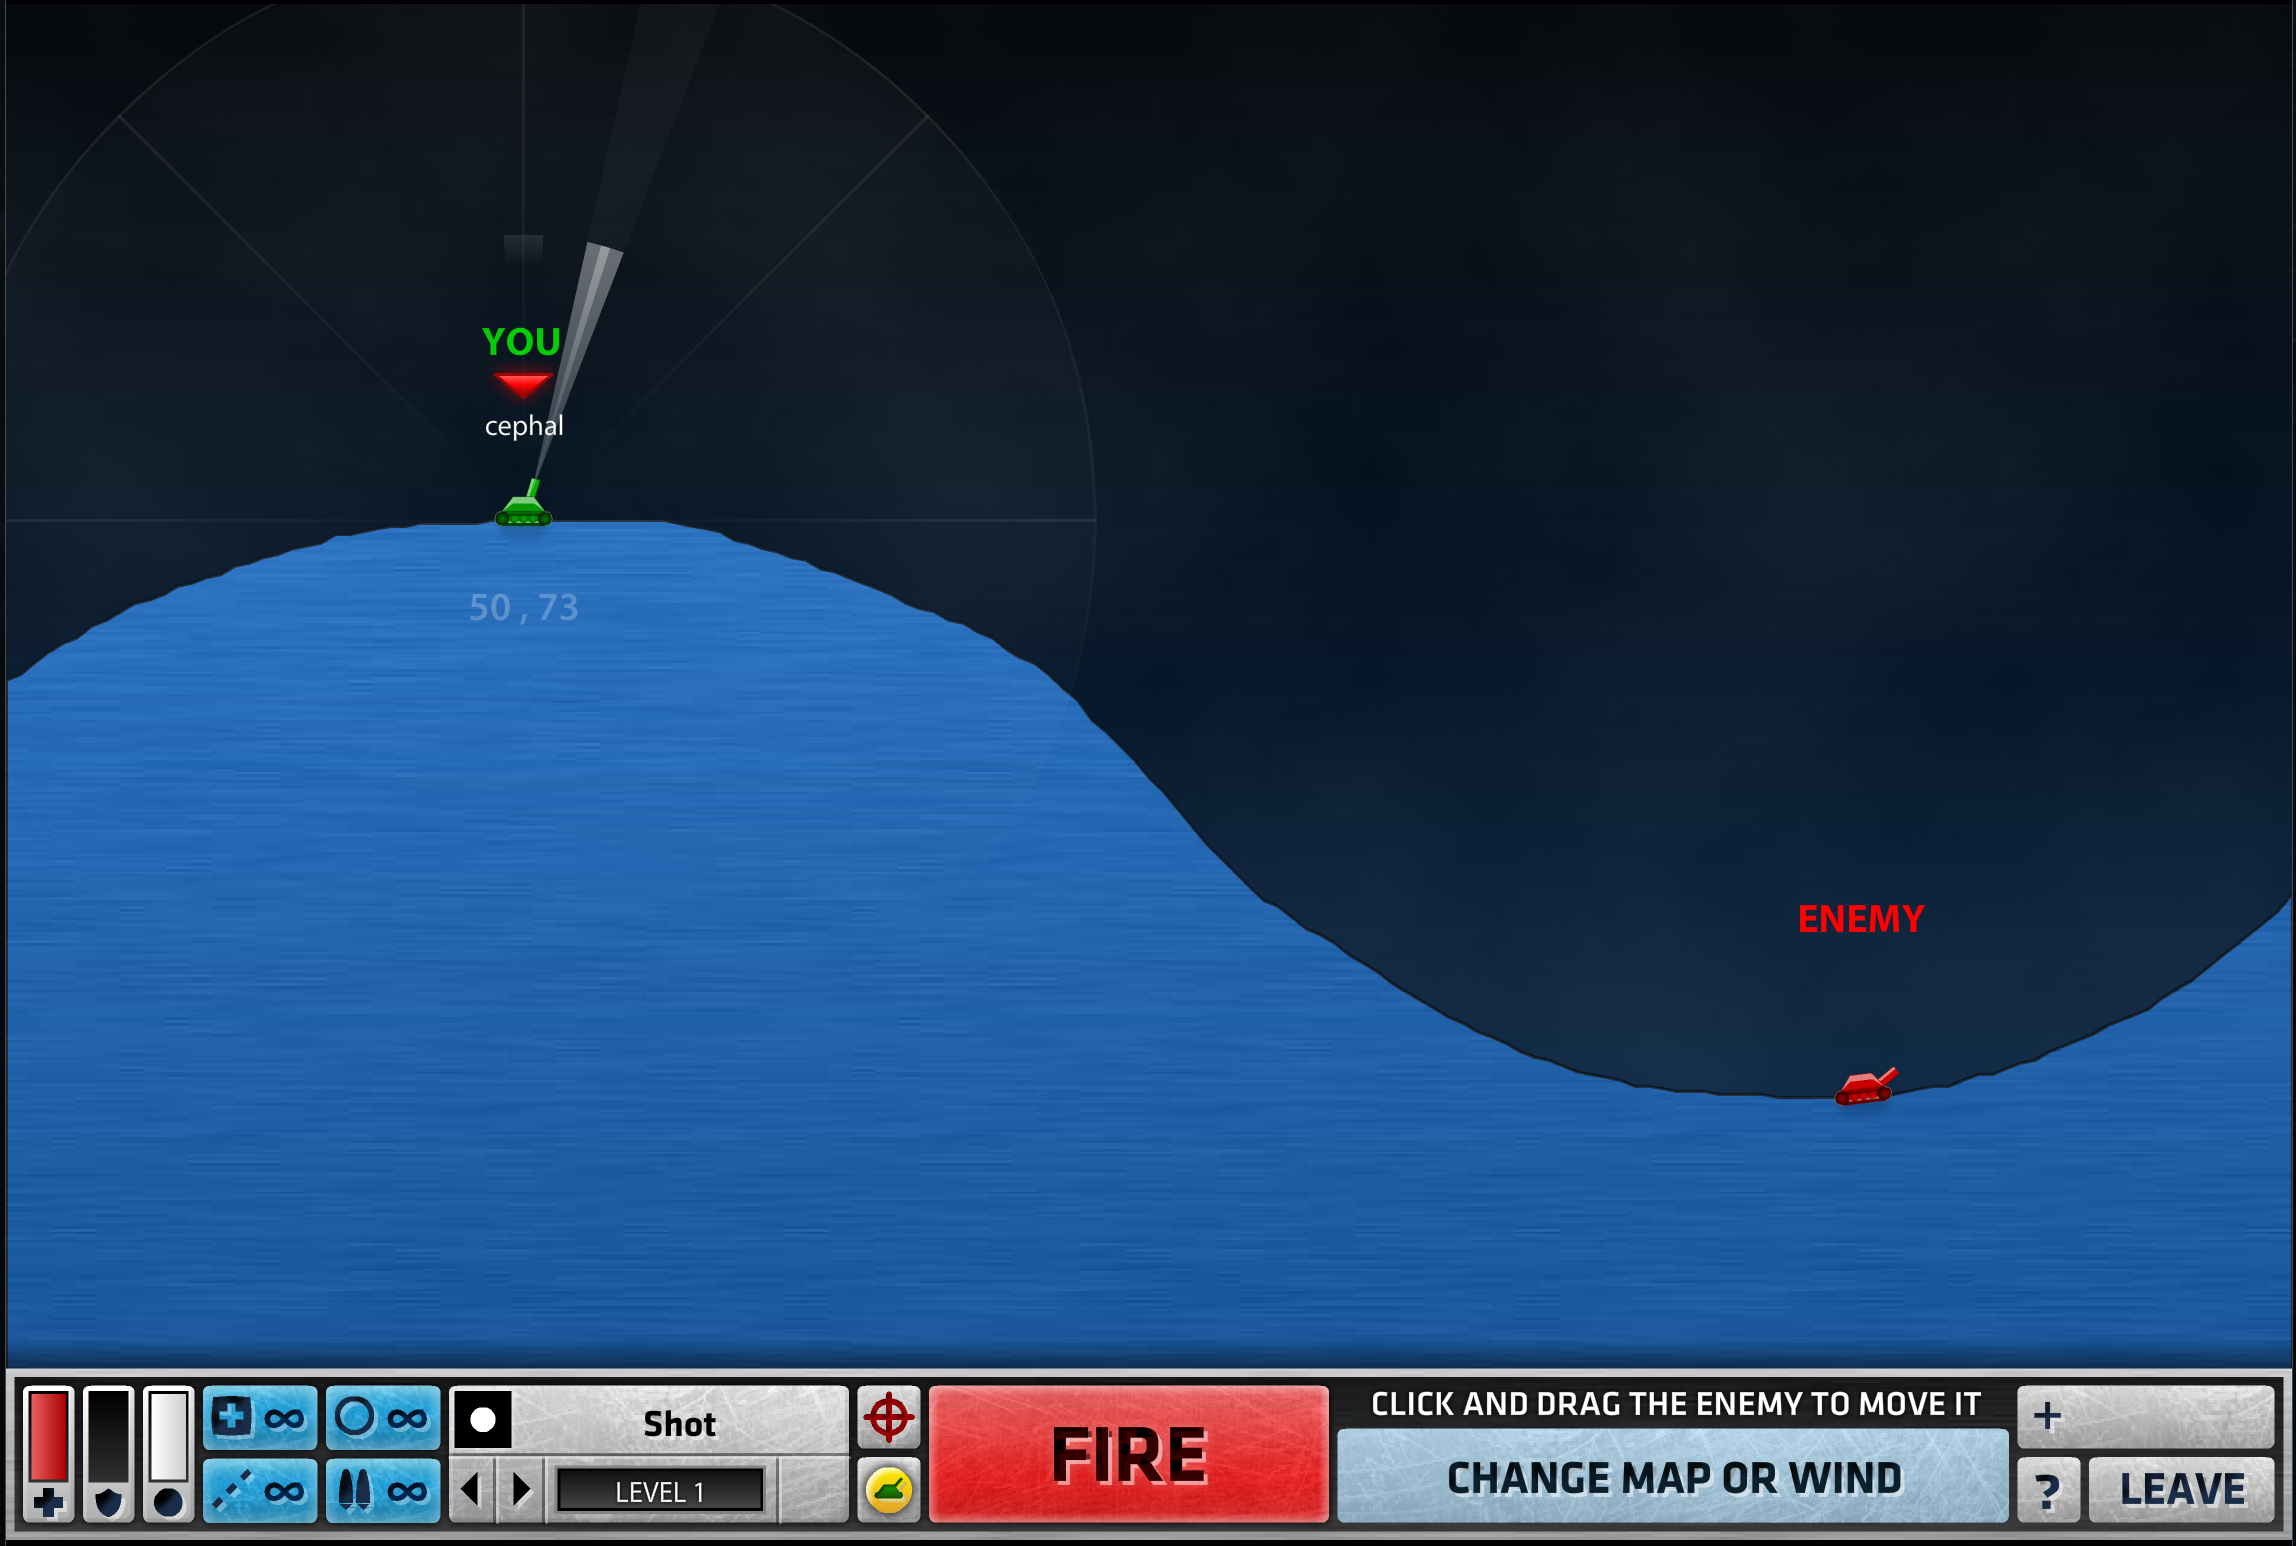 YOU
cephal
50,73
ENEMY
Shot
LEVEL 1
FIRE
CLICK AND DRAG THE ENEMY TO MOVE IT
CHANGE MAP OR WIND
+
?
LEAVE